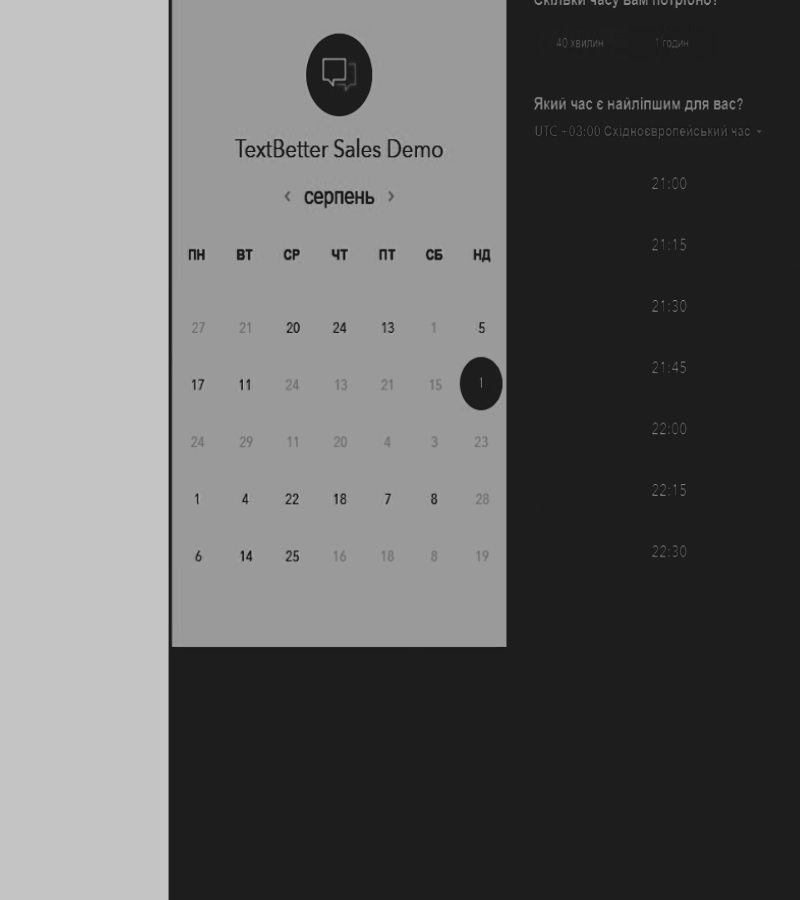 TextBetter Sales Demo
‹ серпень ›
ПН ВТ СР ЧТ ПТ СБ НД
27 21 20 24 13 1 5
17 11 24 13 21 15 1
24 29 11 20 4 3 23
1 4 22 18 7 8 28
6 14 25 16 18 8 19
Скільки часу вам потрібно?
40 хвилин 1 годин
Який час є найліпшим для вас?
UTC -03:00 Східноєвропейський час
21:00
21:15
21:30
21:45
22:00
22:15
22:30